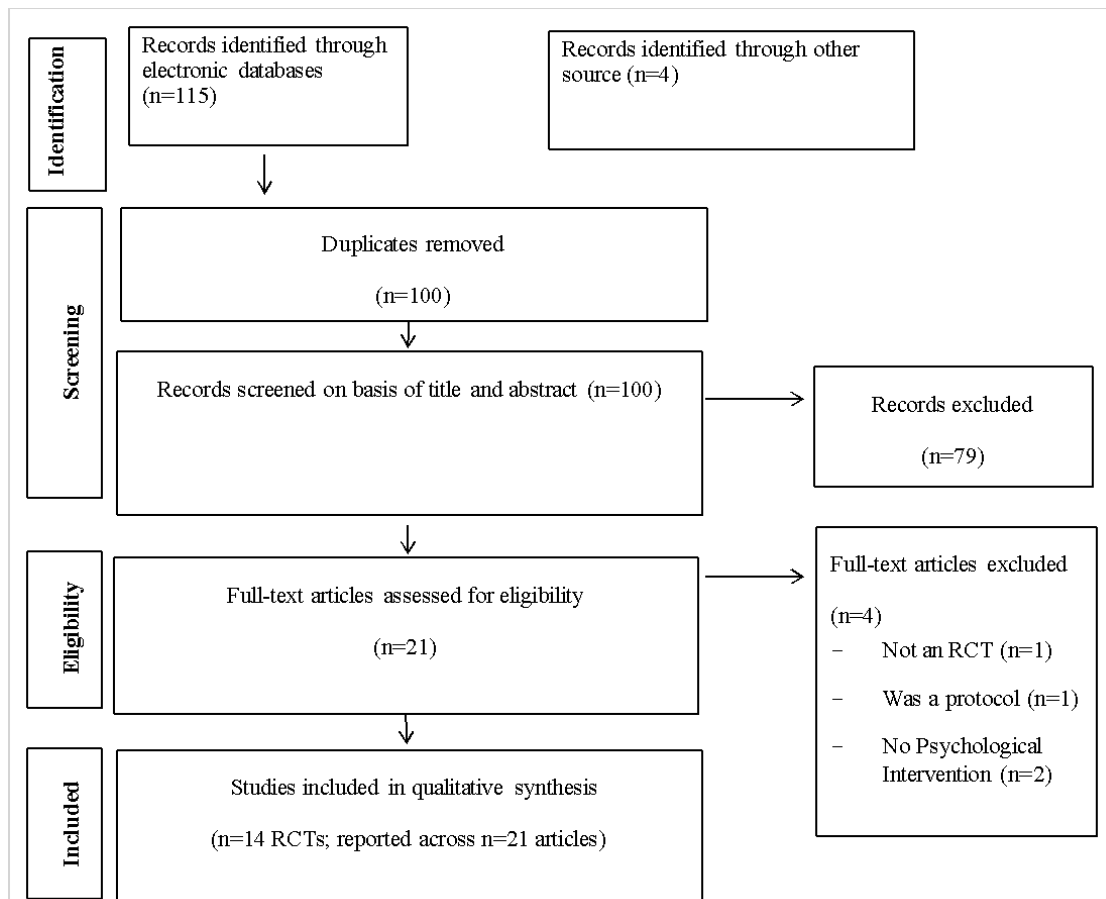 Identification
Records identified through
electronic databases
(n=115)
Records identified through other
source (n=4)
Screening
Duplicates removed
(n=100)
Records screened on basis of title and abstract (n=100)
Records excluded
(n=79)
Eligibility
Full-text articles assessed for eligibility
(n=21)
Full-text articles excluded
(n=4)
– Not an RCT (n=1)
– Was a protocol (n=1)
– No Psychological
Intervention (n=2)
Included
Studies included in qualitative synthesis
(n=14 RCTs; reported across n=21 articles)